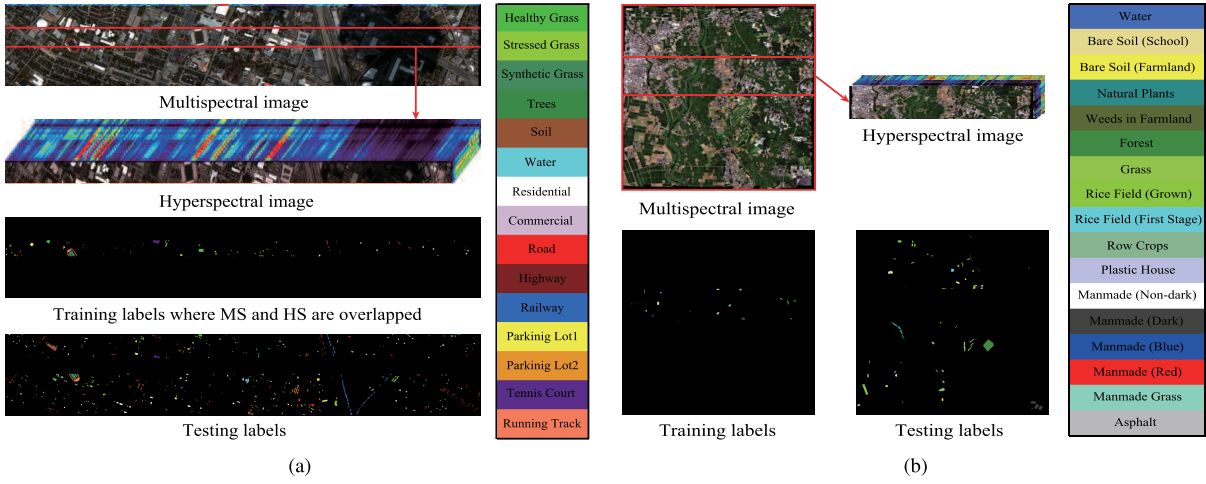 Multispectral image
Hyperspectral image
Training labels where MS and HS are overlapped
Testing labels
Healthy Grass
Stressed Grass
Synthetic Grass
Trees
Soil
Water
Residential
Commercial
Road
Highway
Railway
Parkinig Lot1
Parkinig Lot2
Tennis Court
Running Track
(a)
Multispectral image
Hyperspectral image
Training labels
Testing labels
Water
Bare Soil (School)
Bare Soil (Farmland)
Natural Plants
Weeds in Farmland
Forest
Grass
Rice Field (Grown)
Rice Field (First Stage)
Row Crops
Plastic House
Manmade (Non-dark)
Manmade (Dark)
Manmade (Blue)
Manmade (Red)
Manmade Grass
Asphalt
(b)